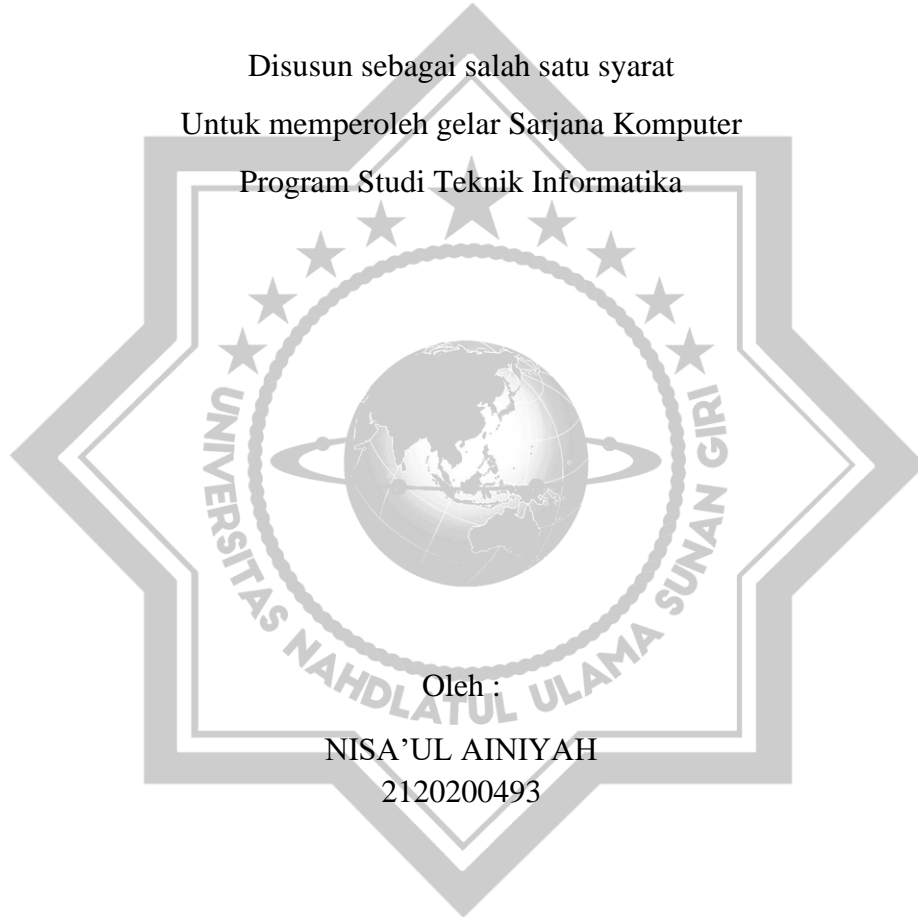 Disusun sebagai salah satu syarat
Untuk memperoleh gelar Sarjana Komputer
Program Studi Teknik Informatika
UNIVERSITAS NAHDLATUL ULAMA SUNAN GIRI
Oleh :
NISA’UL AINIYAH
2120200493